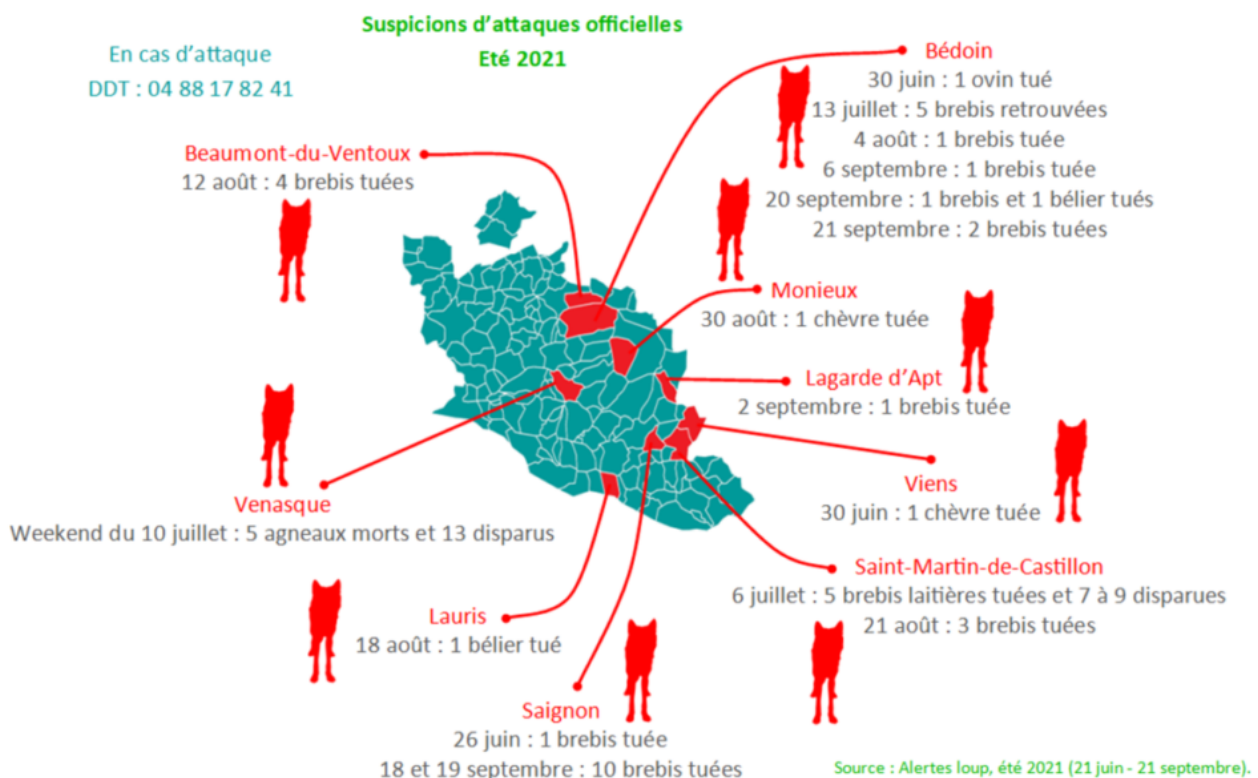 Suspicions d'attaques officielles
Eté 2021
En cas d'attaque
DDT : 04 88 17 82 41
Bédoin
30 juin : 1 ovin tué
13 juillet : 5 brebis retrouvées
4 août : 1 brebis tuée
6 septembre : 1 brebis tuée
20 septembre : 1 brebis et 1 bélier tués
21 septembre : 2 brebis tuées
Beaumont-du-Ventoux
12 août : 4 brebis tuées
Monieux
30 août : 1 chèvre tuée
Lagarde d'Apt
2 septembre : 1 brebis tuée
Viens
30 juin : 1 chèvre tuée
Venasque
Weekend du 10 juillet : 5 agneaux morts et 13 disparus
Saint-Martin-de-Castillon
6 juillet : 5 brebis laitières tuées et 7 à 9 disparues
21 août : 3 brebis tuées
Lauris
18 août : 1 bélier tué
Saignon
26 juin : 1 brebis tuée
18 et 19 septembre : 10 brebis tuées
Source : Alertes loup, été 2021 (21 juin - 21 septembre).